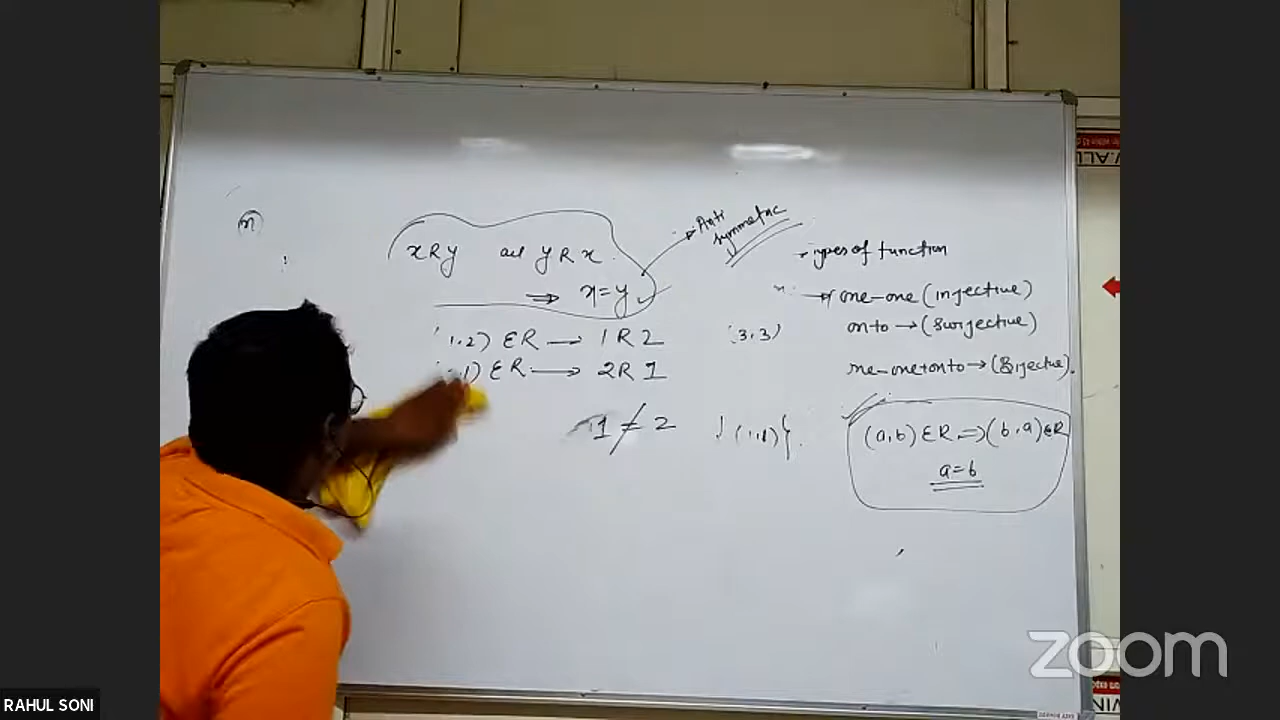 (n)
xRy and yRx
⇒ x=y
Anti
symmetric
1,2) ∈R → 1R2
1) ∈R → 2R1
1≠2
(3,3)
{(1,1)}.
types of function
one-one (injective)
onto → (Surjective)
ne-one+onto → (Bijective).
(a,b) ∈R ⇒ (b,a) ∈R
a=b
zoom
RAHUL SONI